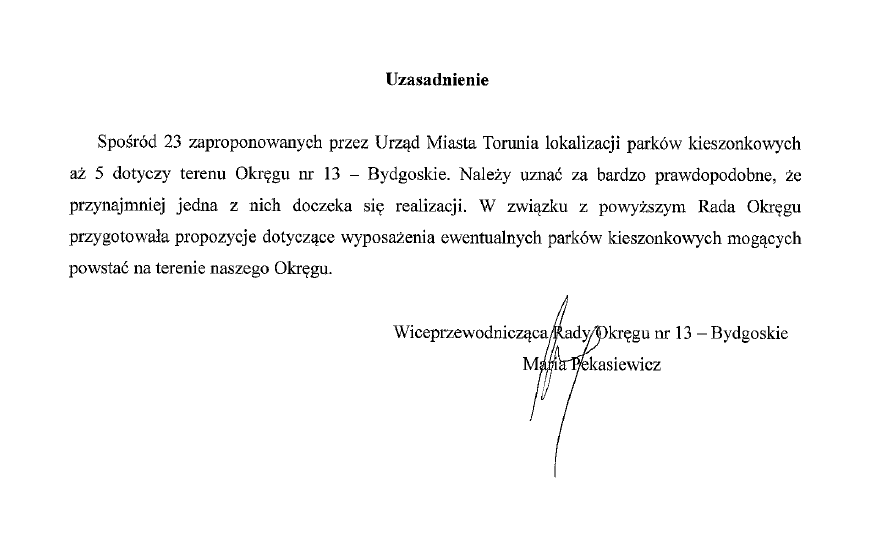 Uzasadnienie
Spośród 23 zaproponowanych przez Urząd Miasta Torunia lokalizacji parków kieszonkowych
aż 5 dotyczy terenu Okręgu nr 13 – Bydgoskie. Należy uznać za bardzo prawdopodobne, że
przynajmniej jedna z nich doczeka się realizacji. W związku z powyższym Rada Okręgu
przygotowała propozycje dotyczące wyposażenia ewentualnych parków kieszonkowych mogących
powstać na terenie naszego Okręgu.
Wiceprzewodnicząca Rady Okręgu nr 13 – Bydgoskie
Maria Pekasiewicz